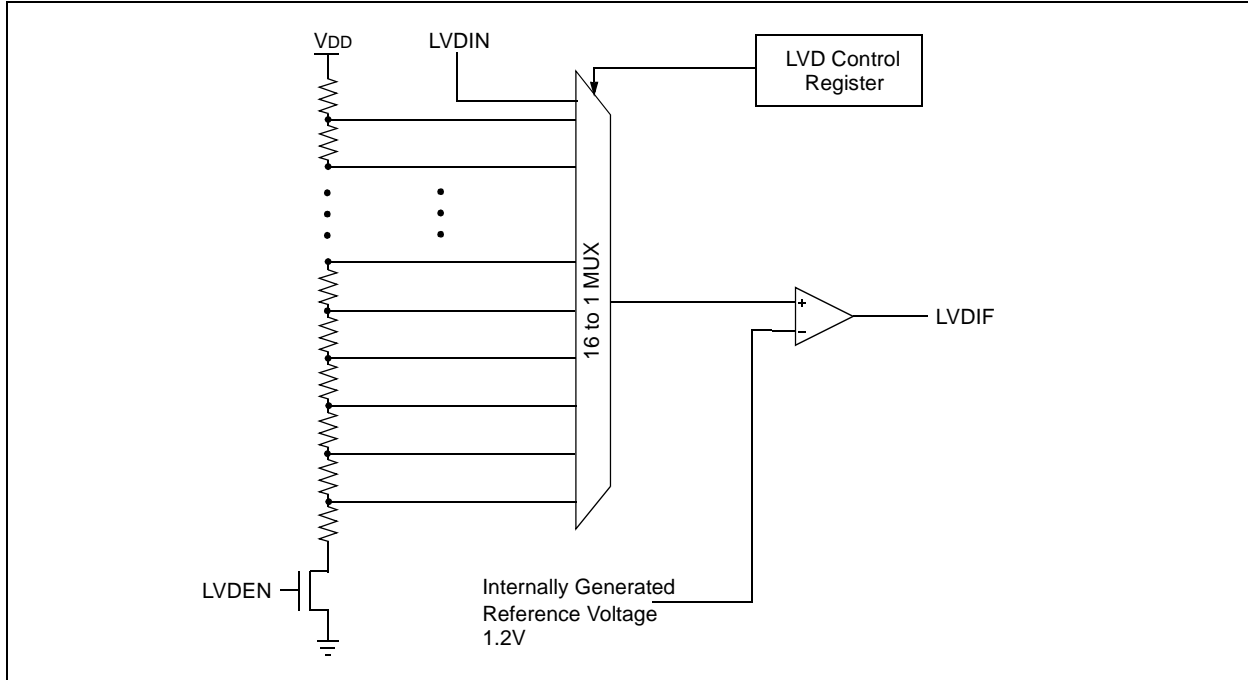 VDD
LVDIN
LVD Control
Register
16 to 1 MUX
+
−
LVDIF
LVDEN
Internally Generated
Reference Voltage
1.2V